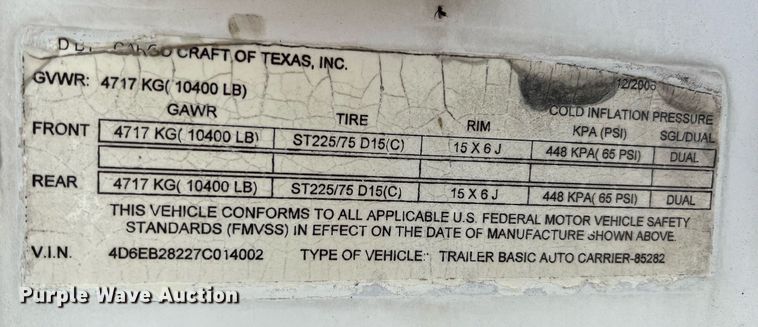 CARGO CRAFT OF TEXAS, INC.
GVWR: 4717 KG( 10400 LB) 12/2006
GAWR TIRE RIM COLD INFLATION PRESSURE
KPA (PSI) SGL/DUAL
FRONT 4717 KG( 10400 LB) ST225/75 D15(C) 15 X 6 J 448 KPA( 65 PSI) DUAL
REAR 4717 KG( 10400 LB) ST225/75 D15(C) 15 X 6 J 448 KPA( 65 PSI) DUAL
THIS VEHICLE CONFORMS TO ALL APPLICABLE U.S. FEDERAL MOTOR VEHICLE SAFETY
STANDARDS (FMVSS) IN EFFECT ON THE DATE OF MANUFACTURE SHOWN ABOVE.
V.I.N. 4D6EB28227C014002 TYPE OF VEHICLE: TRAILER BASIC AUTO CARRIER-85282
Purple Wave Auction